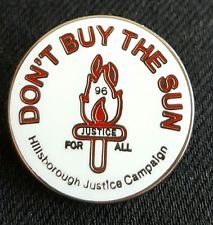 DON'T BUY THE SUN
96
JUSTICE
FOR ALL
Hillsborough Justice Campaign